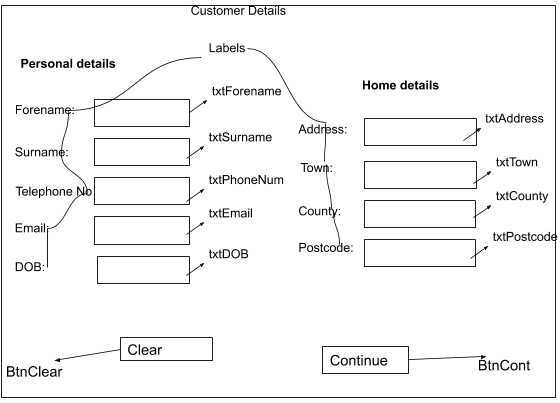 Customer Details
Labels
Personal details
Home details
Forename:
txtForename
Surname:
txtSurname
Telephone No
txtPhoneNum
Email:
txtEmail
DOB:
txtDOB
Address:
txtAddress
Town:
txtTown
County:
txtCounty
Postcode:
txtPostcode
Clear
BtnClear
Continue
BtnCont